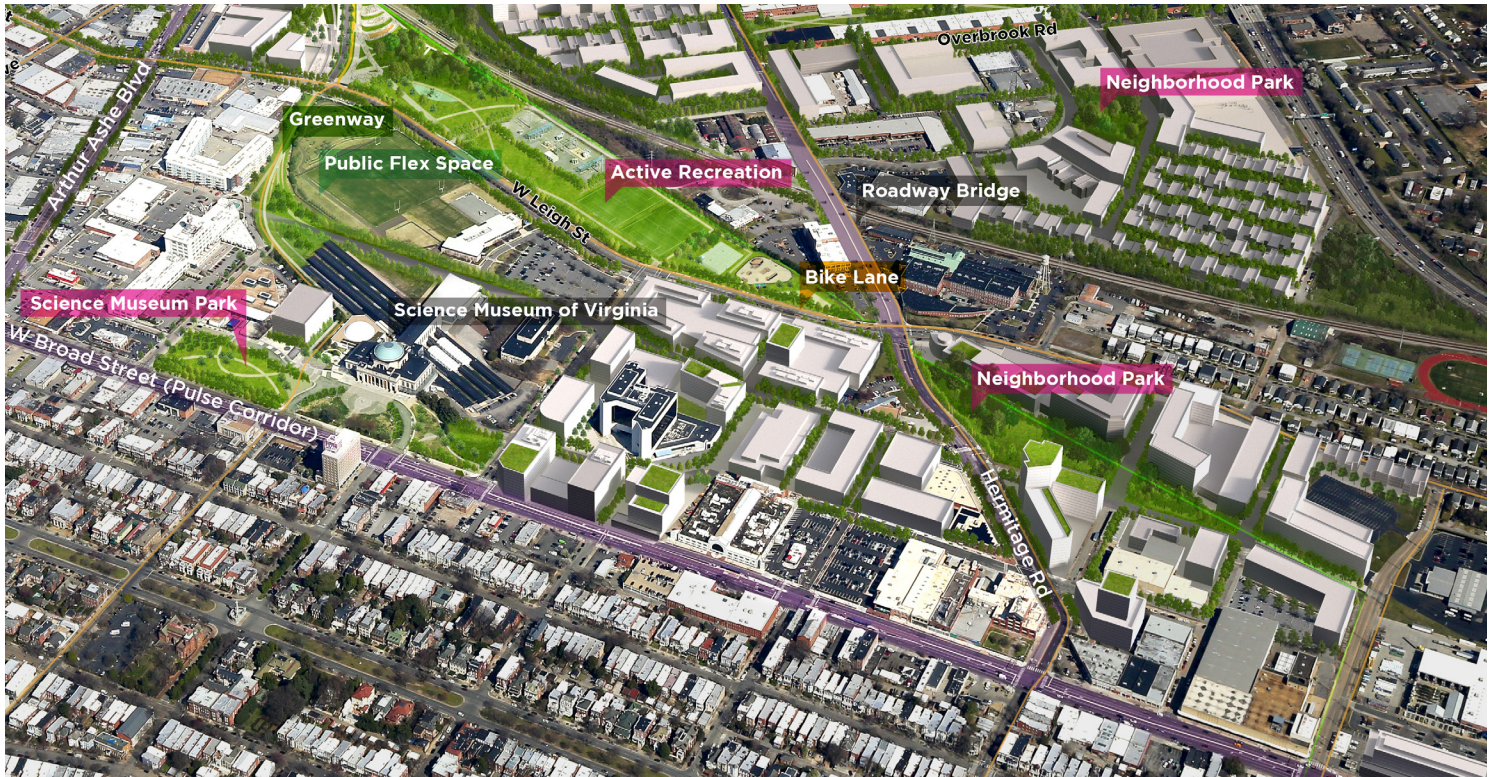 Overbrook Rd
Neighborhood Park
Arthur Ashe Blvd
Greenway
Public Flex Space
Active Recreation
W Leigh St
Roadway Bridge
Bike Lane
Science Museum Park
Science Museum of Virginia
W Broad Street (Pulse Corridor)
Neighborhood Park
Hermitage Rd